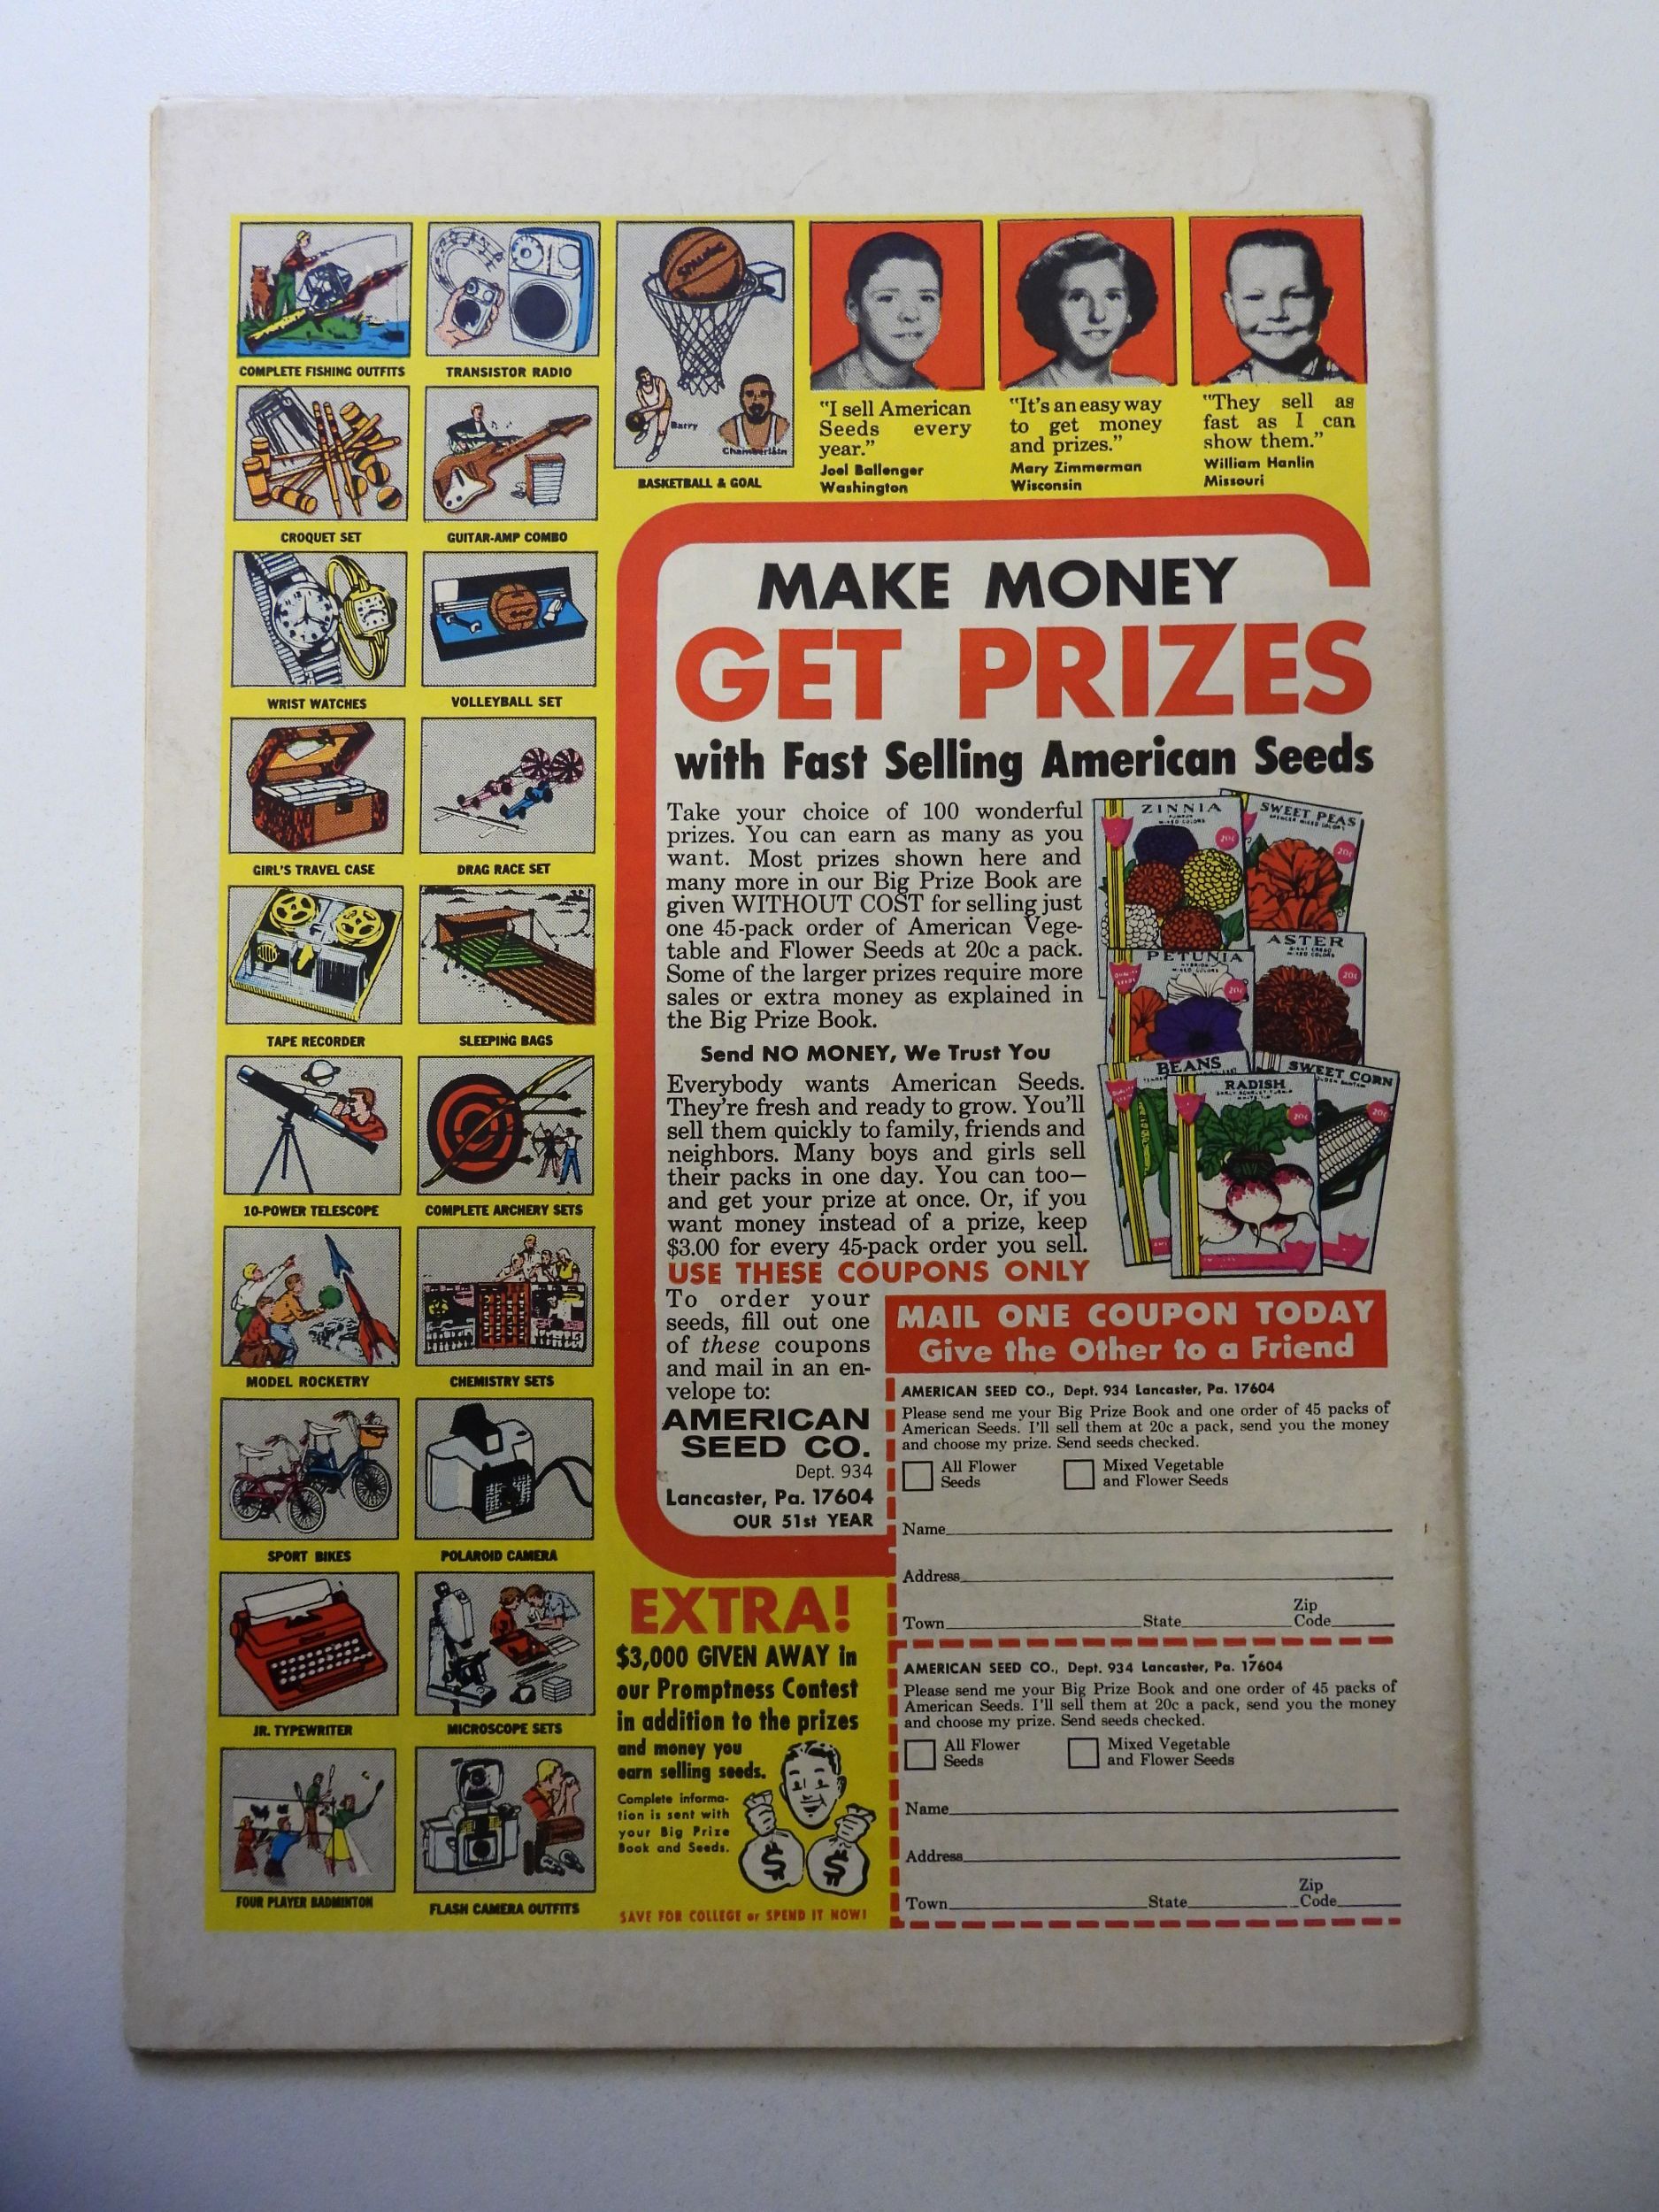 COMPLETE FISHING OUTFITS
TRANSISTOR RADIO
SPALDING
Barry
Chamberlain
BASKETBALL & GOAL
CROQUET SET
GUITAR-AMP COMBO
WRIST WATCHES
VOLLEYBALL SET
GIRL'S TRAVEL CASE
DRAG RACE SET
TAPE RECORDER
SLEEPING BAGS
10-POWER TELESCOPE
COMPLETE ARCHERY SETS
MODEL ROCKETRY
CHEMISTRY SETS
SPORT BIKES
POLAROID CAMERA
JR. TYPEWRITER
MICROSCOPE SETS
FOUR PLAYER BADMINTON
FLASH CAMERA OUTFITS
"I sell American
Seeds every
year."
Joel Ballenger
Washington
"It's an easy way
to get money
and prizes."
Mary Zimmerman
Wisconsin
"They sell as
fast as I can
show them."
William Hanlin
Missouri
MAKE MONEY
GET PRIZES
with Fast Selling American Seeds
Take your choice of 100 wonderful
prizes. You can earn as many as you
want. Most prizes shown here and
many more in our Big Prize Book are
given WITHOUT COST for selling just
one 45-pack order of American Vege-
table and Flower Seeds at 20c a pack.
Some of the larger prizes require more
sales or extra money as explained in
the Big Prize Book.
Send NO MONEY, We Trust You
Everybody wants American Seeds.
They're fresh and ready to grow. You'll
sell them quickly to family, friends and
neighbors. Many boys and girls sell
their packs in one day. You can too—
and get your prize at once. Or, if you
want money instead of a prize, keep
$3.00 for every 45-pack order you sell.
USE THESE COUPONS ONLY
To order your
seeds, fill out one
of these coupons
and mail in an en-
velope to:
AMERICAN
SEED CO.
Dept. 934
Lancaster, Pa. 17604
OUR 51st YEAR
ZINNIA
MIXED COLORS
20¢
SWEET PEAS
20¢
PETUNIA
MIXED COLORS
20¢
ASTER
MIXED COLORS
20¢
BEANS
RADISH
20¢
SWEET CORN
20¢
MAIL ONE COUPON TODAY
Give the Other to a Friend
AMERICAN SEED CO., Dept. 934 Lancaster, Pa. 17604
Please send me your Big Prize Book and one order of 45 packs of
American Seeds. I'll sell them at 20c a pack, send you the money
and choose my prize. Send seeds checked.
All Flower
Seeds
Mixed Vegetable
and Flower Seeds
Name
Address
Town State Zip
Code
AMERICAN SEED CO., Dept. 934 Lancaster, Pa. 17604
Please send me your Big Prize Book and one order of 45 packs of
American Seeds. I'll sell them at 20c a pack, send you the money
and choose my prize. Send seeds checked.
All Flower
Seeds
Mixed Vegetable
and Flower Seeds
Name
Address
Town State Zip
Code
EXTRA!
$3,000 GIVEN AWAY in
our Promptness Contest
in addition to the prizes
and money you
earn selling seeds.
Complete informa-
tion is sent with
your Big Prize
Book and Seeds.
$ $
SAVE FOR COLLEGE or SPEND IT NOW!